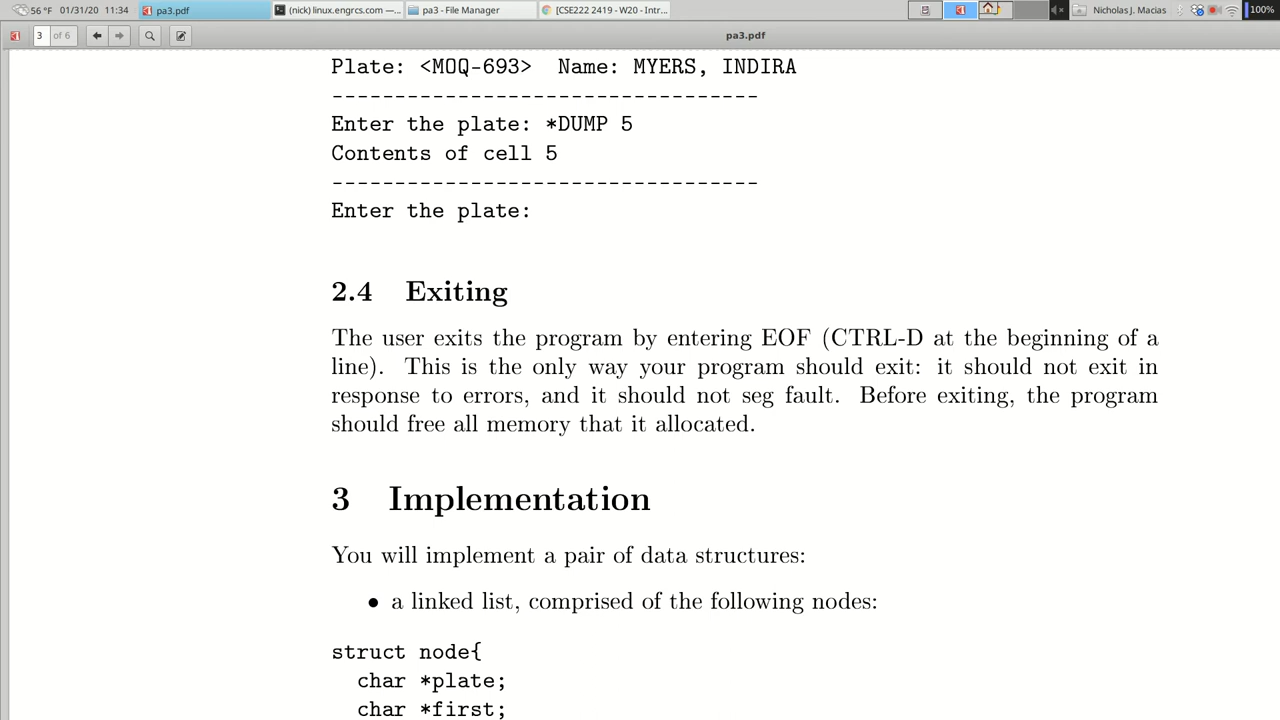 56 °F 01/31/20 11:34 pa3.pdf (nick) linux.engrcs.com —... pa3 - File Manager [CSE222 2419 - W20 - Intr... Nicholas J. Macias 100%
3 of 6 pa3.pdf
Plate: <MOQ-693> Name: MYERS, INDIRA
----------------------------------
Enter the plate: *DUMP 5
Contents of cell 5
----------------------------------
Enter the plate:
2.4 Exiting
The user exits the program by entering EOF (CTRL-D at the beginning of a
line). This is the only way your program should exit: it should not exit in
response to errors, and it should not seg fault. Before exiting, the program
should free all memory that it allocated.
3 Implementation
You will implement a pair of data structures:
• a linked list, comprised of the following nodes:
struct node{
char *plate;
char *first;